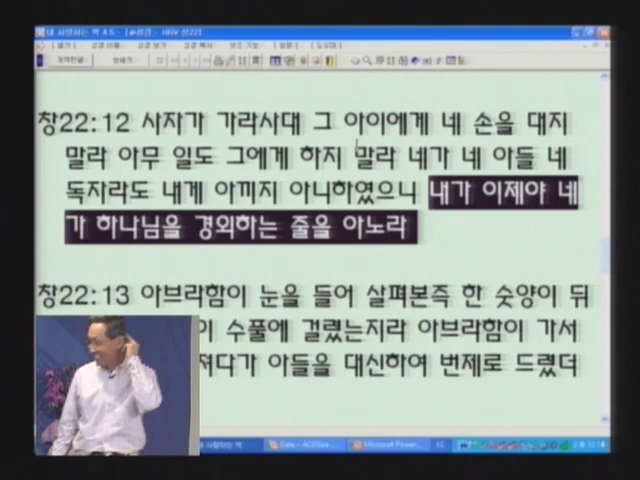 창22:12 사자가 가라사대 그 아이에게 네 손을 대지
말라 아무 일도 그에게 하지 말라 네가 네 아들 네
독자라도 내게 아끼지 아니하였으니 내가 이제야 네
가 하나님을 경외하는 줄을 아노라
창22:13 아브라함이 눈을 들어 살펴본즉 한 숫양이 뒤
이 수풀에 걸렸는지라 아브라함이 가서
져다가 아들을 대신하여 번제로 드렸더